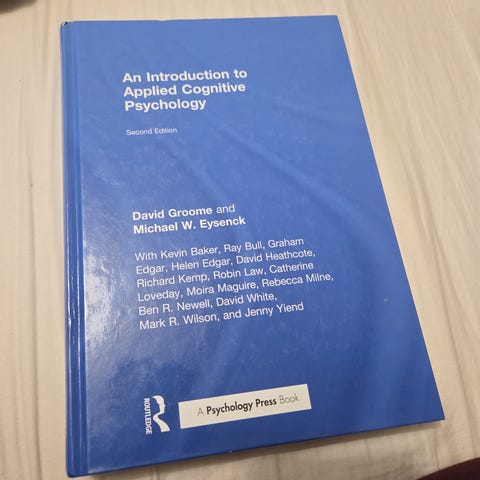 An Introduction to
Applied Cognitive
Psychology
Second Edition
David Groome and
Michael W. Eysenck
With Kevin Baker, Ray Bull, Graham
Edgar, Helen Edgar, David Heathcote,
Richard Kemp, Robin Law, Catherine
Loveday, Moira Maguire, Rebecca Milne,
Ben R. Newell, David White,
Mark R. Wilson, and Jenny Yiend
ROUTLEDGE
A Psychology Press Book